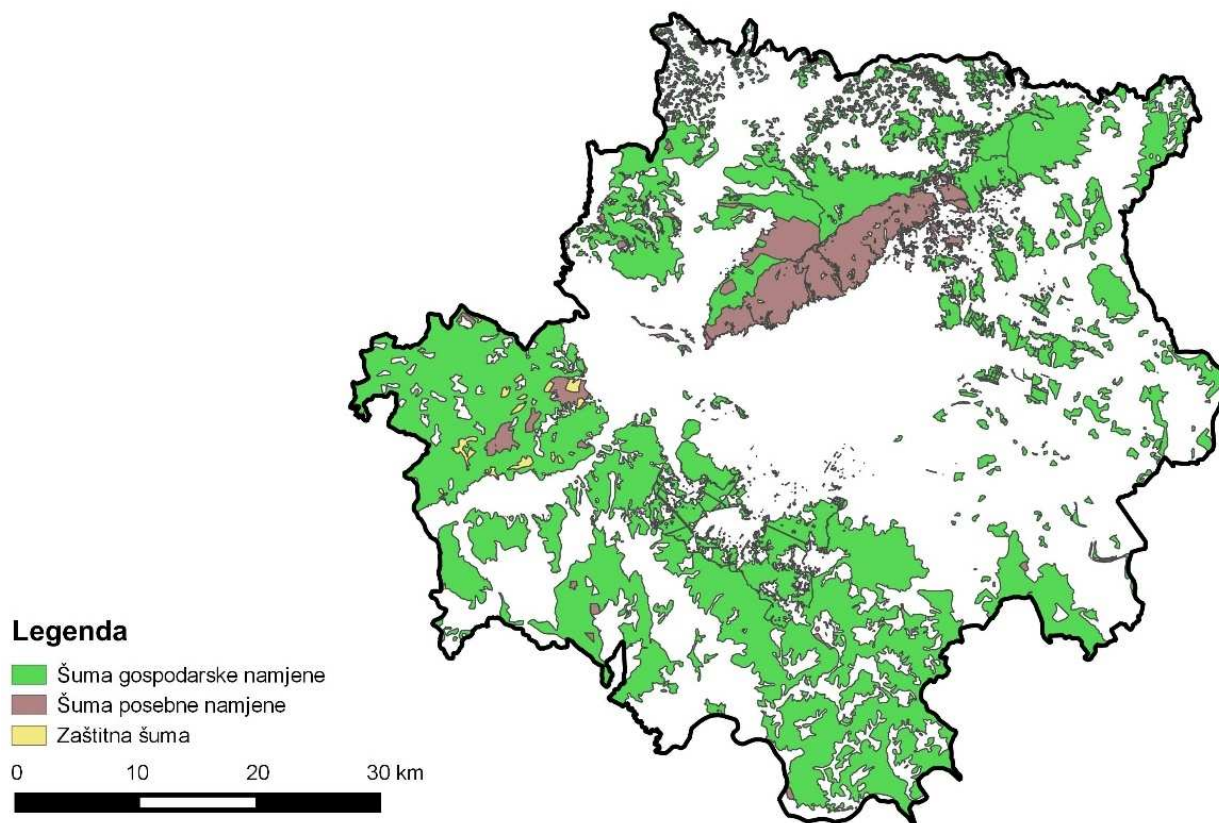 Legenda
Šuma gospodarske namjene
Šuma posebne namjene
Zaštitna šuma
0 10 20 30 km